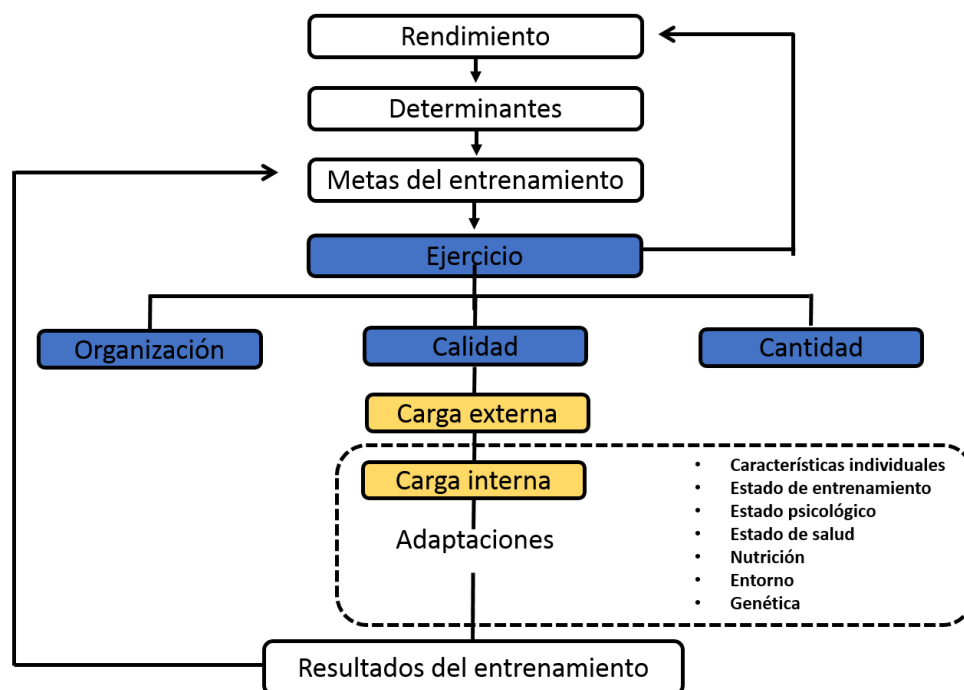 Rendimiento
Determinantes
Metas del entrenamiento
Ejercicio
Organización
Calidad
Cantidad
Carga externa
Carga interna
Adaptaciones
• Características individuales
• Estado de entrenamiento
• Estado psicológico
• Estado de salud
• Nutrición
• Entorno
• Genética
Resultados del entrenamiento